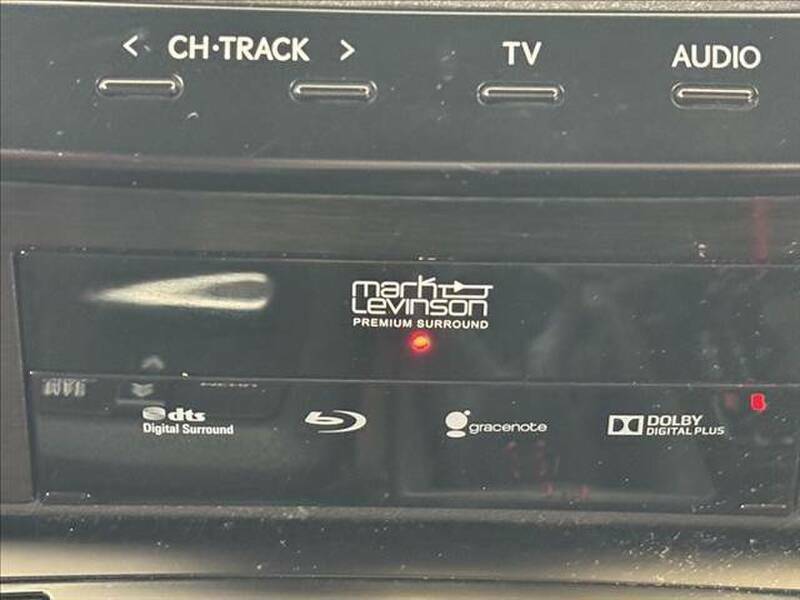 < CH·TRACK > TV AUDIO
mark
Levinson
PREMIUM SURROUND
dts
Digital Surround
gracenote
DOLBY
DIGITAL PLUS